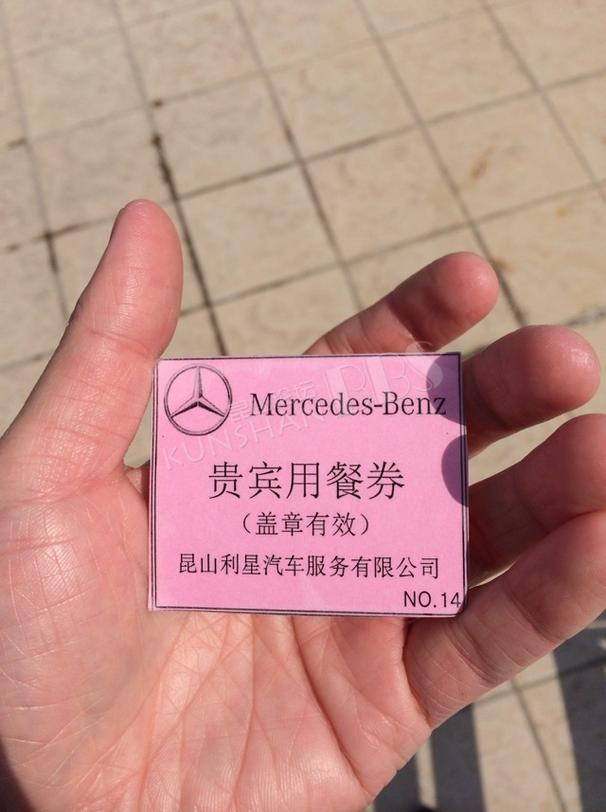 Mercedes-Benz
贵宾用餐券
（盖章有效）
昆山利星汽车服务有限公司
NO.14